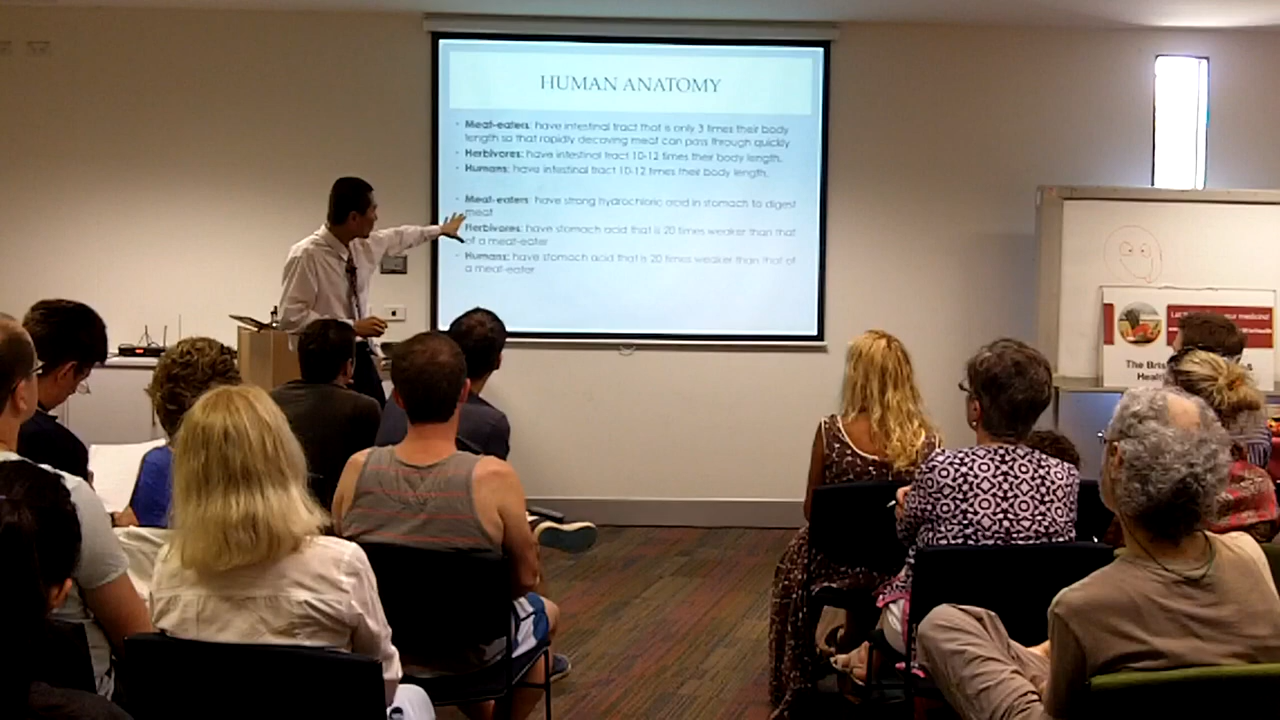 HUMAN ANATOMY
• Meat-eaters: have intestinal tract that is only 3 times their body
length so that rapidly decaying meat can pass through quickly
• Herbivores: have intestinal tract 10-12 times their body length.
• Humans: have intestinal tract 10-12 times their body length.
• Meat-eaters: have strong hydrochloric acid in stomach to digest
meat
Herbivores: have stomach acid that is 20 times weaker than that
of a meat-eater
• Humans: have stomach acid that is 20 times weaker than that of
a meat-eater
your medicine!
The
&